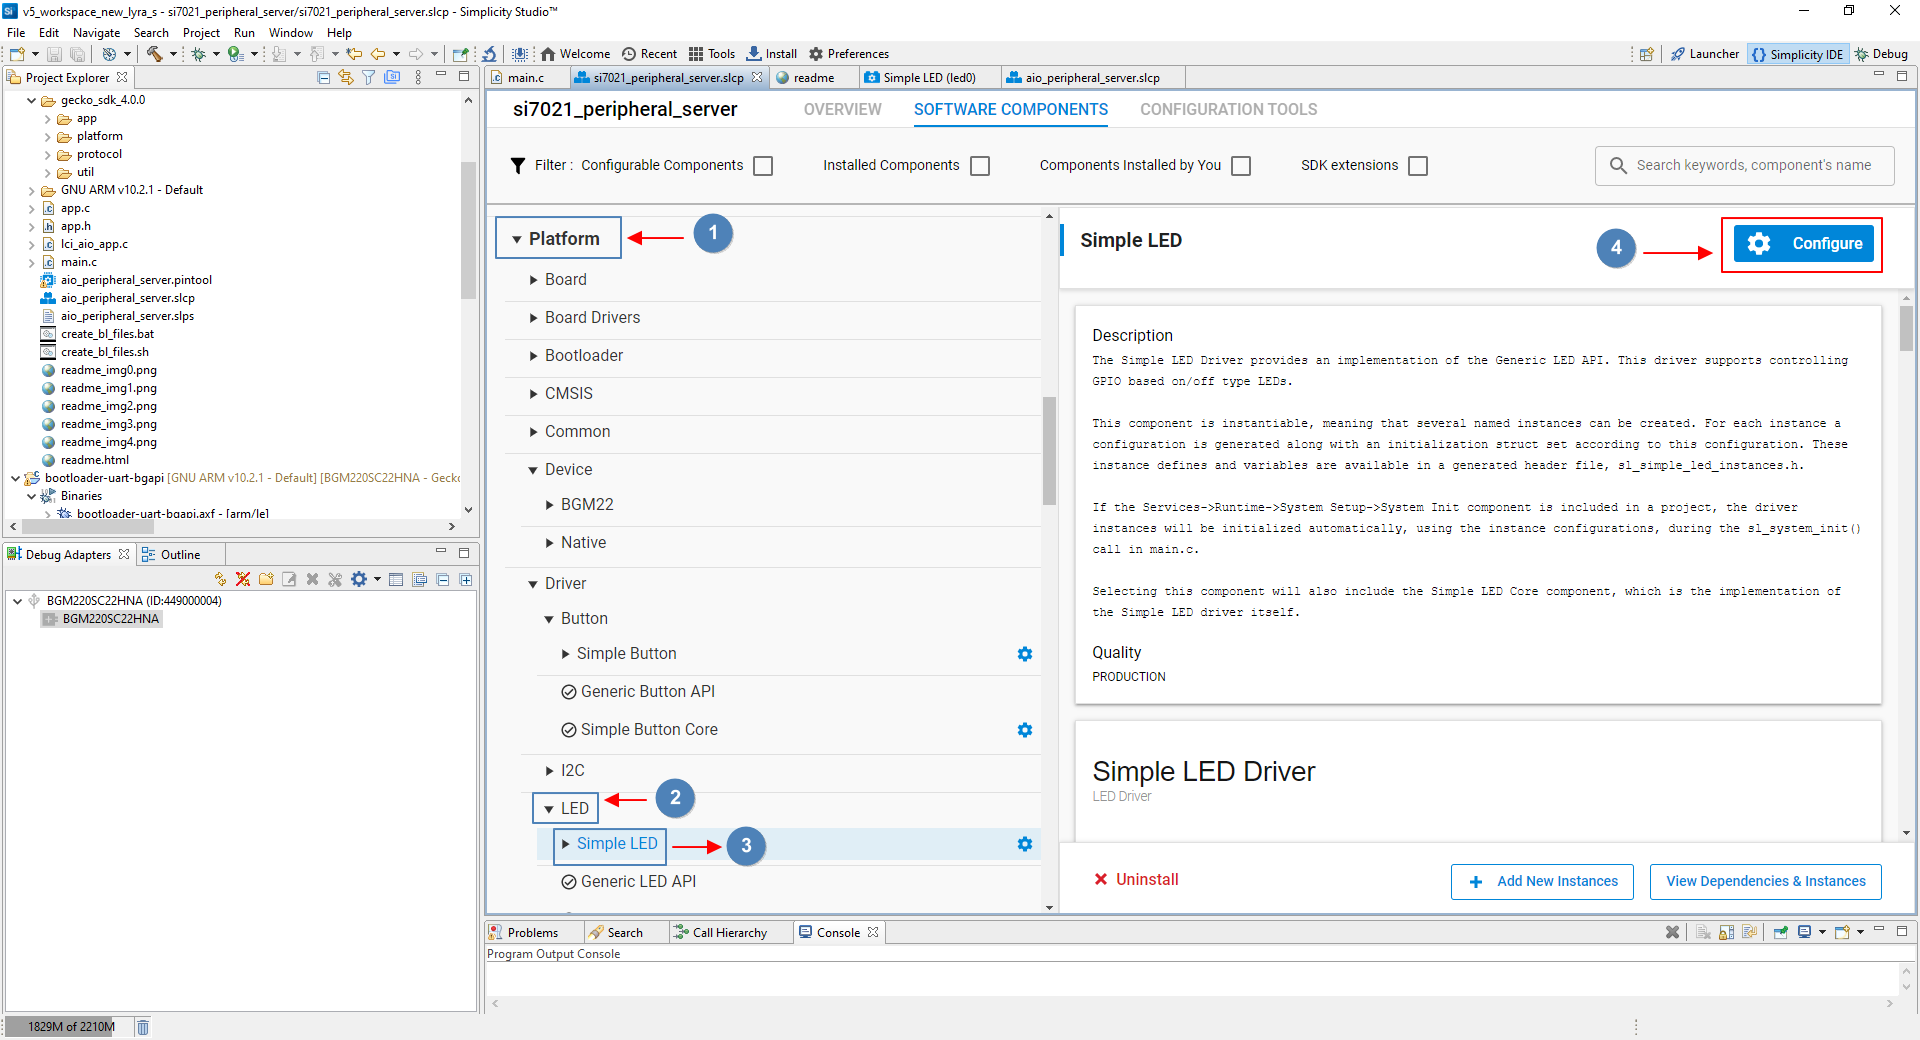 v5_workspace_new_lyra_s - si7021_peripheral_server/si7021_peripheral_server.slcp - Simplicity Studio™
File Edit Navigate Search Project Run Window Help
Welcome Recent Tools Install Preferences Launcher Simplicity IDE Debug
Project Explorer
gecko_sdk_4.0.0
app
platform
protocol
util
GNU ARM v10.2.1 - Default
app.c
app.h
lci_aio_app.c
main.c
aio_peripheral_server.pintool
aio_peripheral_server.slcp
aio_peripheral_server.slps
create_bl_files.bat
create_bl_files.sh
readme_img0.png
readme_img1.png
readme_img2.png
readme_img3.png
readme_img4.png
readme.html
bootloader-uart-bgapi [GNU ARM v10.2.1 - Default] [BGM220SC22HNA - Gecko
Binaries
bootloader-uart-bgapi.axf - [arm/le]
Debug Adapters Outline
BGM220SC22HNA (ID:449000004)
BGM220SC22HNA
1829M of 2210M
main.c si7021_peripheral_server.slcp readme Simple LED (led0) aio_peripheral_server.slcp
si7021_peripheral_server OVERVIEW SOFTWARE COMPONENTS CONFIGURATION TOOLS
Filter : Configurable Components Installed Components Components Installed by You SDK extensions Search keywords, component's name
Platform 1
Board
Board Drivers
Bootloader
CMSIS
Common
Device
BGM22
Native
Driver
Button
Simple Button
Generic Button API
Simple Button Core
I2C
LED 2
Simple LED 3
Generic LED API
Simple LED 4 Configure
Description
The Simple LED Driver provides an implementation of the Generic LED API. This driver supports controlling
GPIO based on/off type LEDs.
This component is instantiable, meaning that several named instances can be created. For each instance a
configuration is generated along with an initialization struct set according to this configuration. These
instance defines and variables are available in a generated header file, sl_simple_led_instances.h.
If the Services->Runtime->System Setup->System Init component is included in a project, the driver
instances will be initialized automatically, using the instance configurations, during the sl_system_init()
call in main.c.
Selecting this component will also include the Simple LED Core component, which is the implementation of
the Simple LED driver itself.
Quality
PRODUCTION
Simple LED Driver
LED Driver
Uninstall Add New Instances View Dependencies & Instances
Problems Search Call Hierarchy Console
Program Output Console